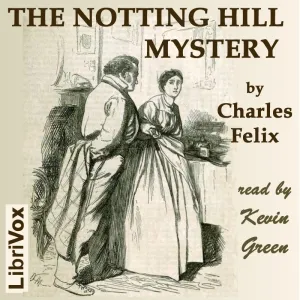 THE NOTTING HILL
MYSTERY
by
Charles
Felix
read by
Kevin
Green
LibriVox